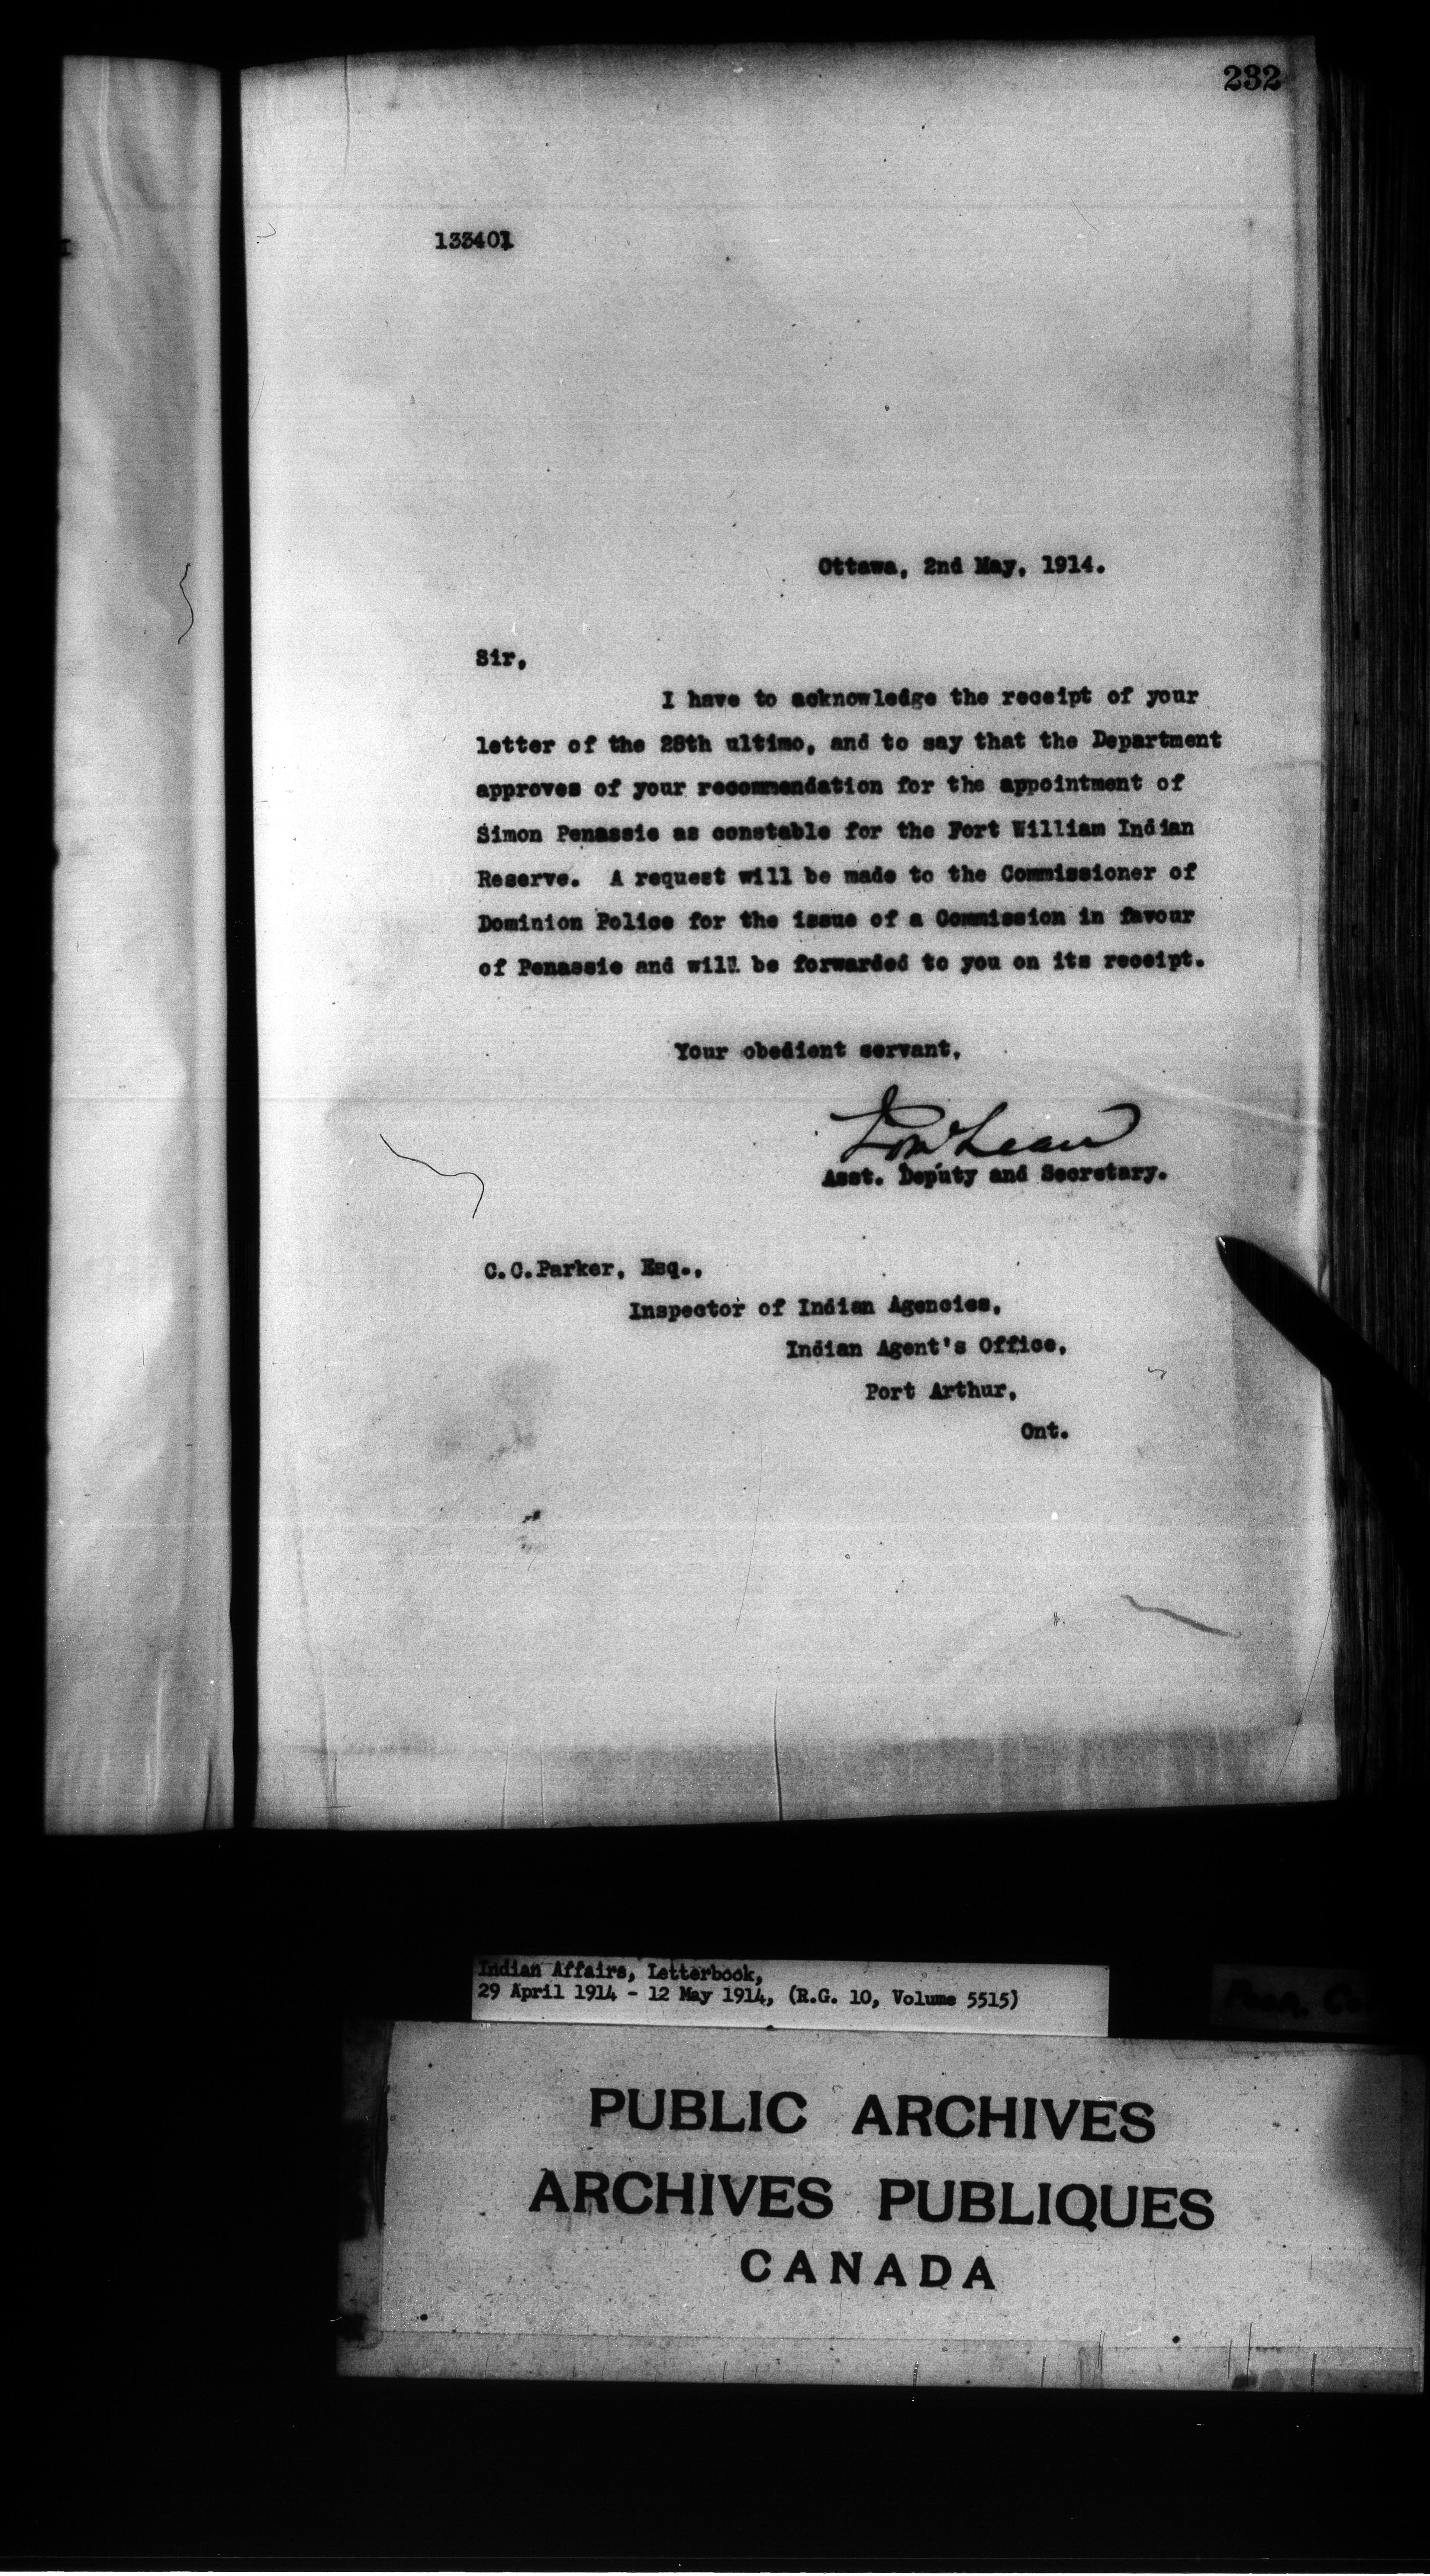 232
133401
Ottawa, 2nd May, 1914.
Sir,
I have to acknowledge the receipt of your
letter of the 28th ultimo, and to say that the Department
approves of your recommendation for the appointment of
Simon Penassie as constable for the Fort William Indian
Reserve. A request will be made to the Commissioner of
Dominion Police for the issue of a Commission in favour
of Penassie and will be forwarded to you on its receipt.
Your obedient servant,
Asst. Deputy and Secretary.
C.C.Parker, Esq.,
Inspector of Indian Agencies,
Indian Agent's Office,
Port Arthur,
Ont.
Indian Affairs, Letterbook,
29 April 1914 - 12 May 1914, (R.G. 10, Volume 5515)
PUBLIC ARCHIVES
ARCHIVES PUBLIQUES
CANADA